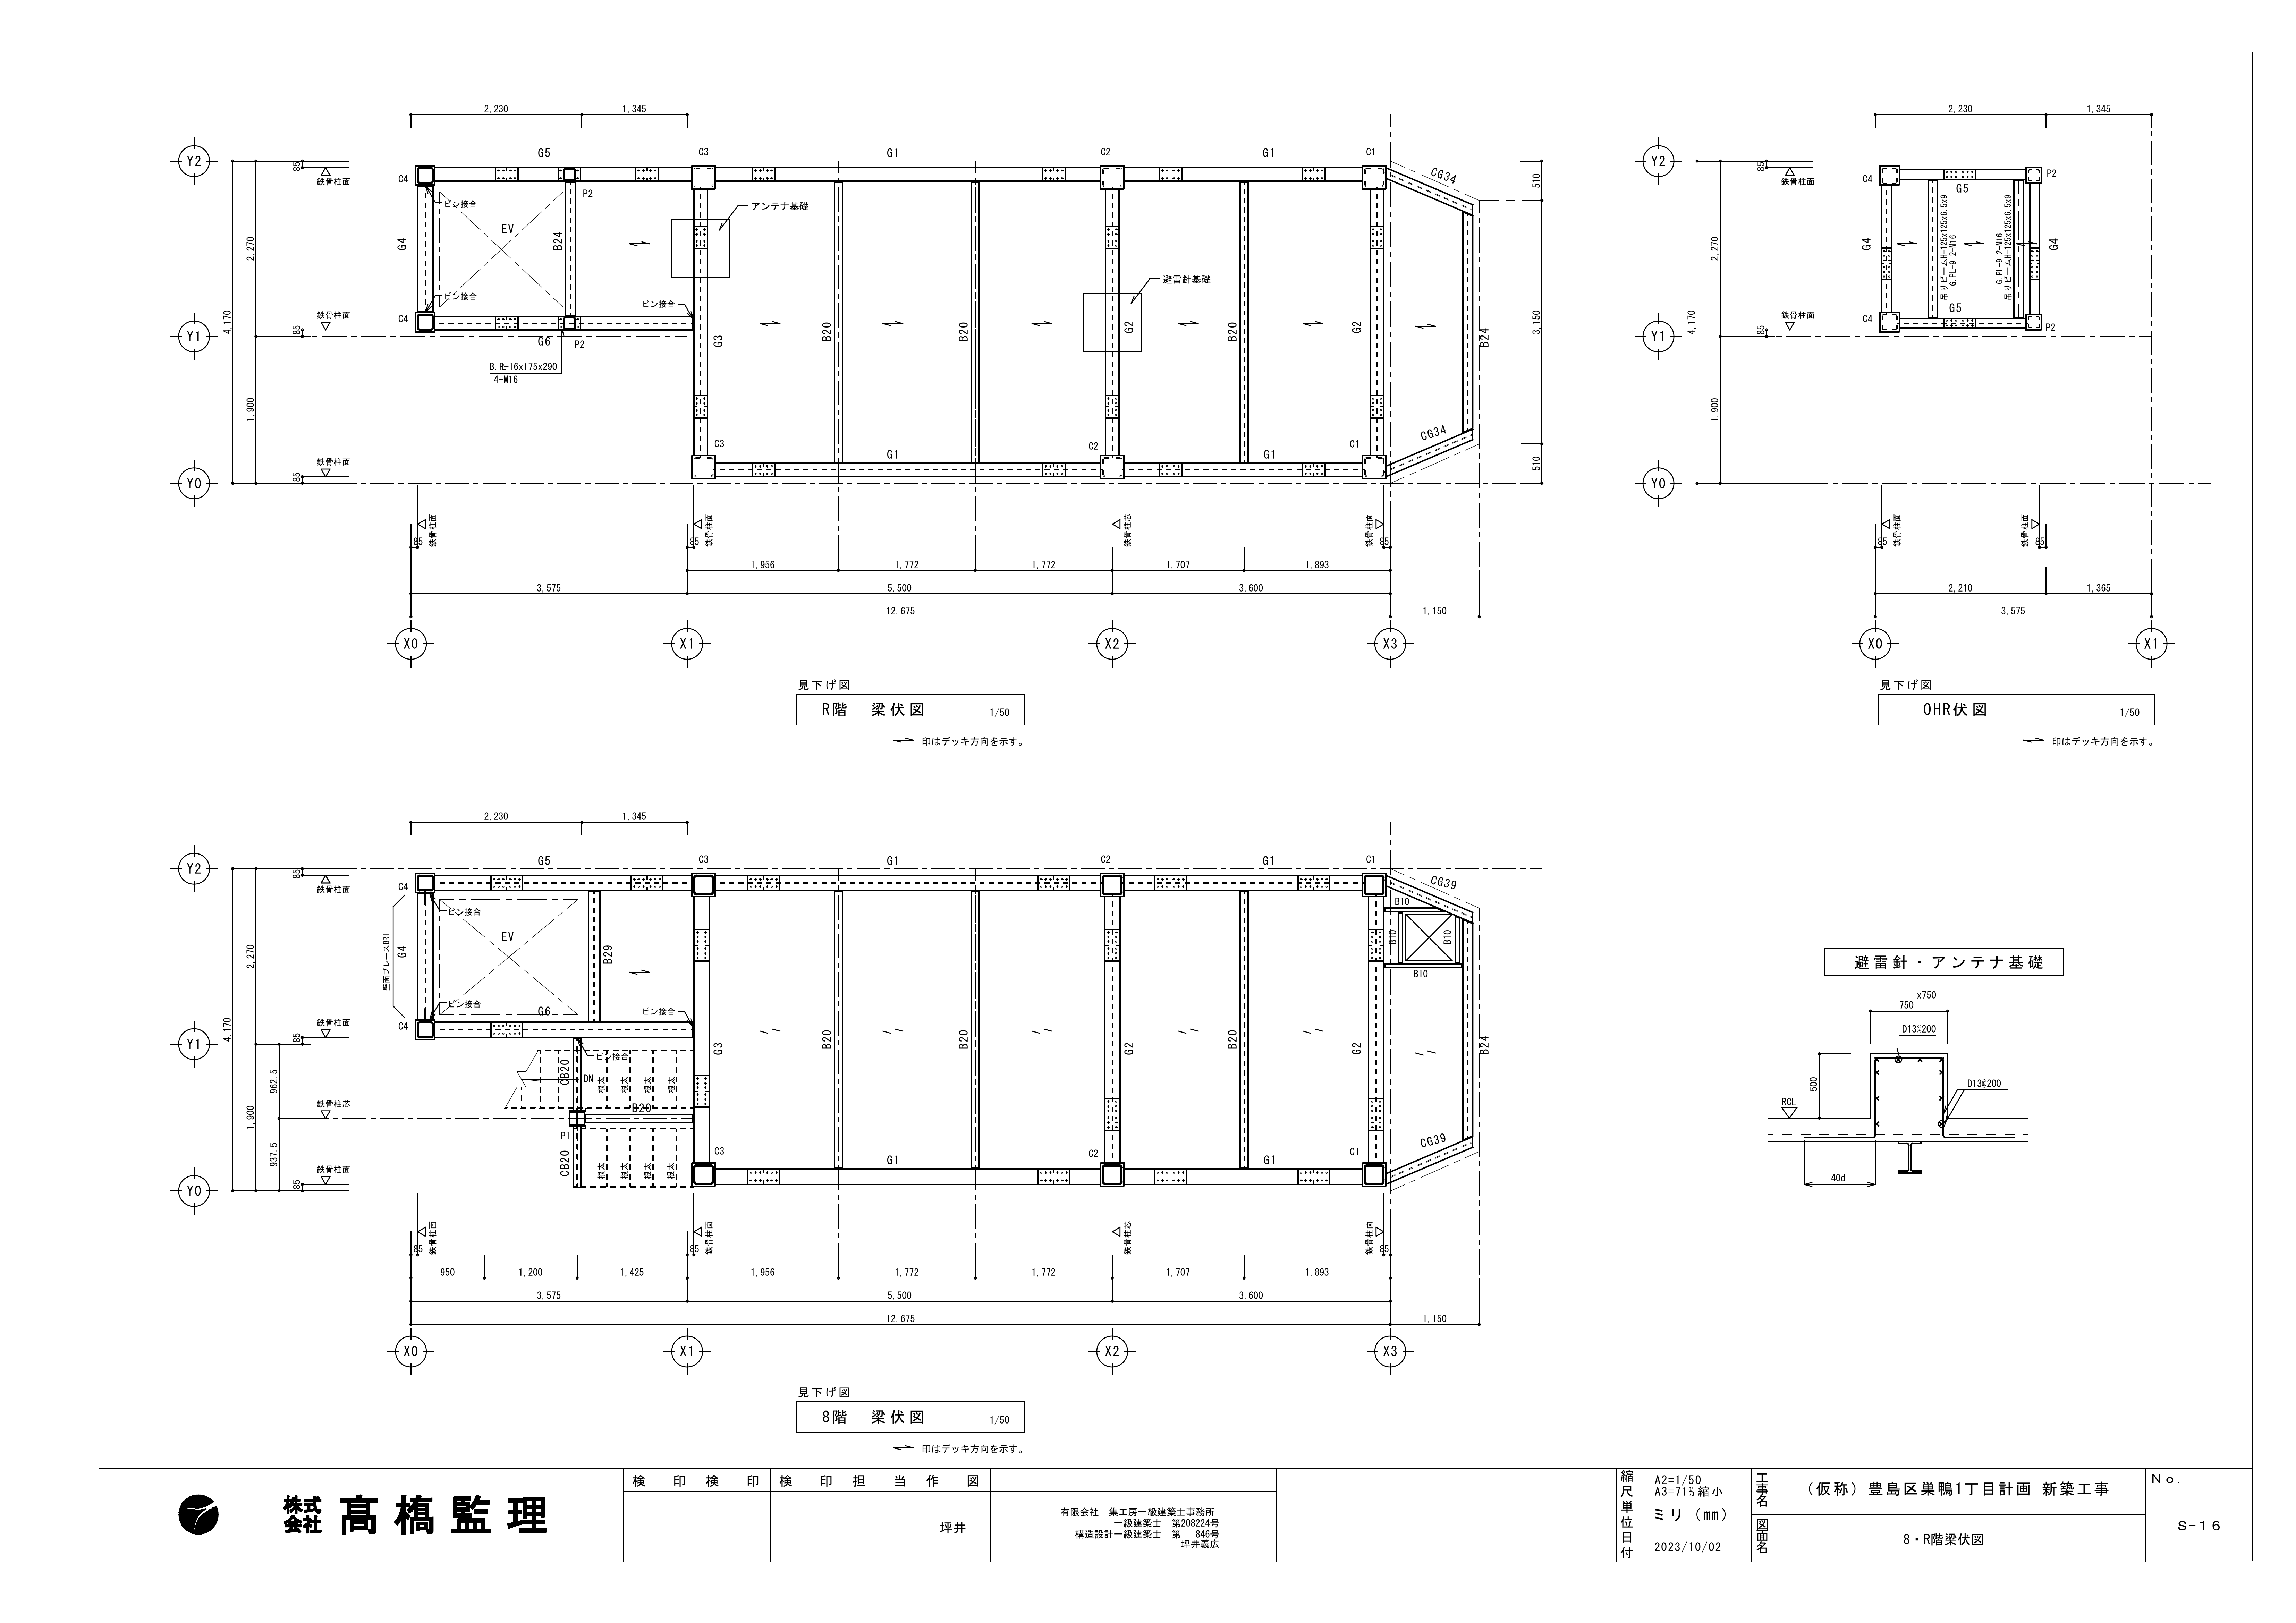 2,230
1,345
Y2
85
鉄骨柱面
G5
C3
G1
C2
G1
C1
CG34
C4
ピン接合
P2
アンテナ基礎
EV
B24
G4
2,270
避雷針基礎
510
ピン接合
ピン接合
C4
鉄骨柱面
4,170
85
Y1
G6
P2
B.PL-16x175x290
4-M16
G3
B20
B20
G2
B20
G2
B24
3,150
1,900
C3
G1
C2
G1
C1
CG34
510
鉄骨柱面
85
Y0
85
鉄骨柱面
85
鉄骨柱面
鉄骨柱芯
鉄骨柱面
85
1,956
1,772
1,772
1,707
1,893
3,575
5,500
3,600
12,675
1,150
X0
X1
X2
X3
見下げ図
R階 梁伏図 1/50
印はデッキ方向を示す。
2,230
1,345
Y2
85
鉄骨柱面
C4
P2
G5
G4
吊りビームH-125x125x6.5x9
G.PL-9 2-M16
G.PL-9 2-M16
吊りビームH-125x125x6.5x9
G4
2,270
鉄骨柱面
4,170
85
Y1
C4
G5
P2
1,900
Y0
85
鉄骨柱面
鉄骨柱面
85
2,210
1,365
3,575
X0
X1
見下げ図
OHR伏図 1/50
印はデッキ方向を示す。
2,230
1,345
Y2
85
鉄骨柱面
G5
C3
G1
C2
G1
C1
CG39
C4
ピン接合
B10
壁面ブレースBR1
G4
EV
B29
B10
B10
B10
2,270
ピン接合
G6
ピン接合
C4
鉄骨柱面
4,170
85
Y1
ピン接合
CB20
DN
根太
根太
根太
根太
G3
B20
B20
G2
B20
G2
B24
962.5
1,900
鉄骨柱芯
B20
P1
937.5
CB20
根太
根太
根太
根太
C3
G1
C2
G1
C1
CG39
鉄骨柱面
85
Y0
85
鉄骨柱面
85
鉄骨柱面
鉄骨柱芯
鉄骨柱面
85
950
1,200
1,425
1,956
1,772
1,772
1,707
1,893
3,575
5,500
3,600
12,675
1,150
X0
X1
X2
X3
見下げ図
8階 梁伏図 1/50
印はデッキ方向を示す。
避雷針・アンテナ基礎
x750
750
D13@200
500
D13@200
RCL
40d
株式会社 髙橋監理
検 印
検 印
検 印
担 当
作 図
坪井
有限会社 集工房一級建築士事務所
一級建築士 第208224号
構造設計一級建築士 第 846号
坪井義広
縮尺
A2=1/50
A3=71%縮小
単位
ミリ (mm)
日付
2023/10/02
工事名
(仮称) 豊島区巣鴨1丁目計画 新築工事
図面名
8・R階梁伏図
No.
S-16